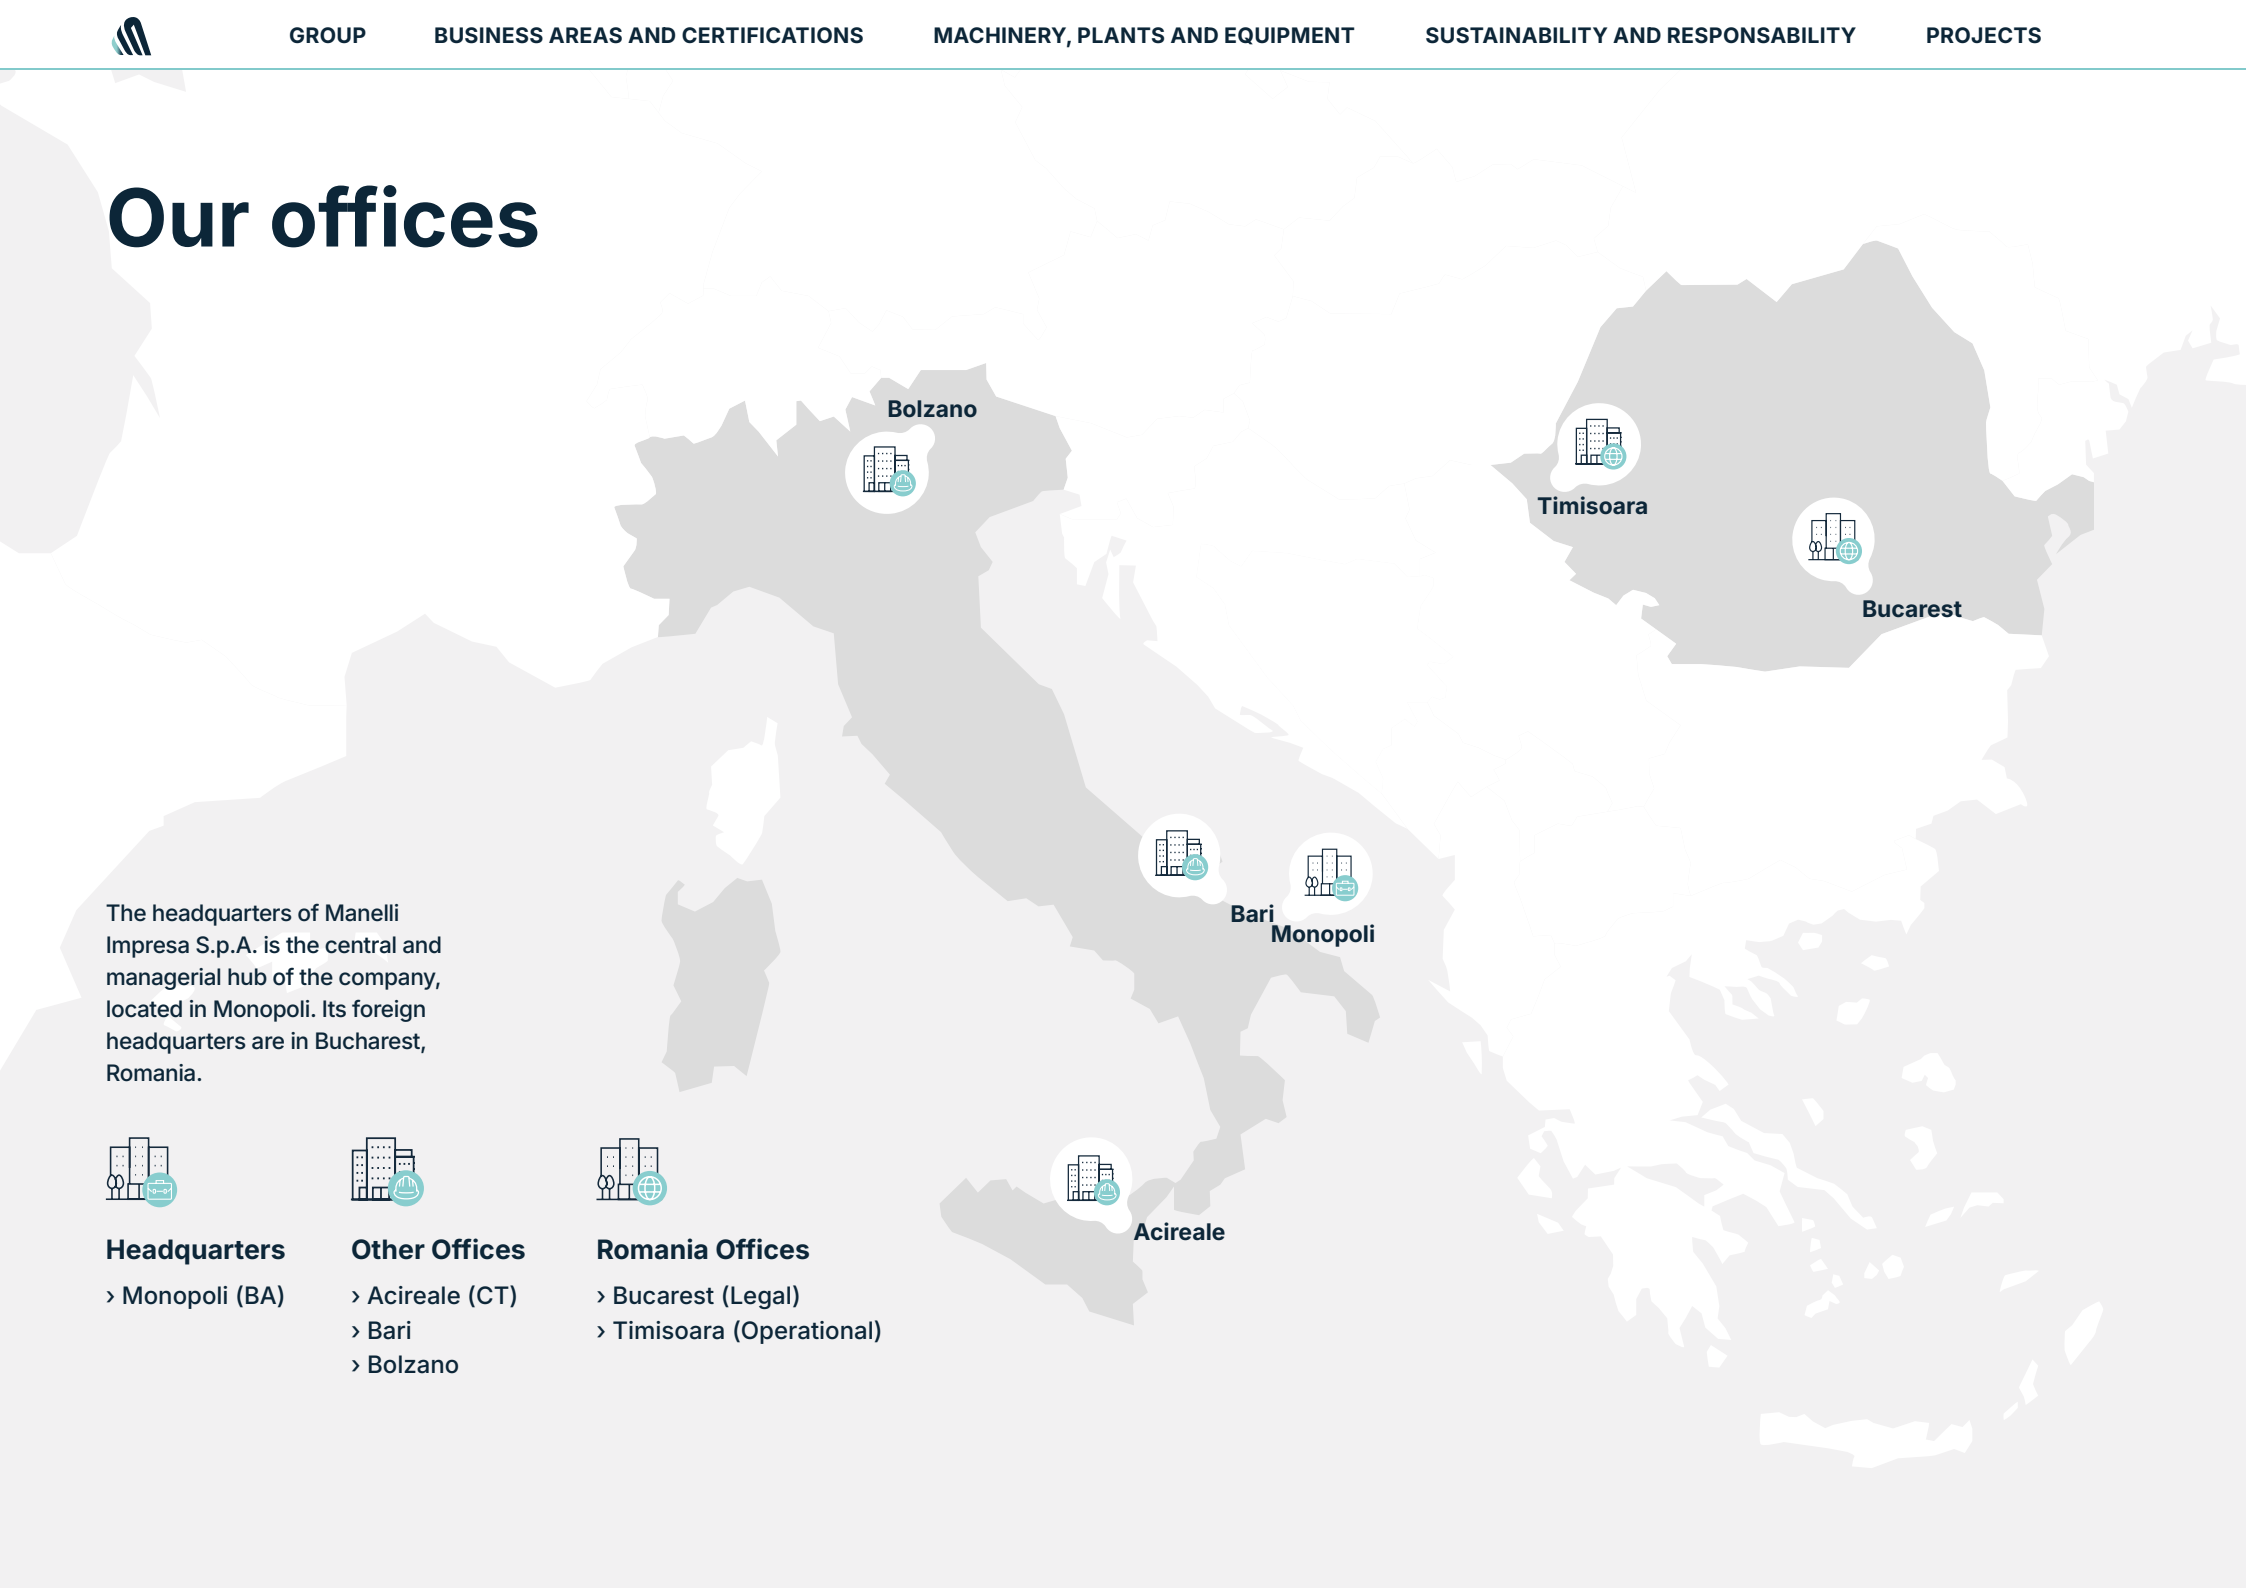 GROUP
BUSINESS AREAS AND CERTIFICATIONS
MACHINERY, PLANTS AND EQUIPMENT
SUSTAINABILITY AND RESPONSABILITY
PROJECTS
Our offices
Bolzano
Timisoara
Bucarest
Bari
Monopoli
Acireale
The headquarters of Manelli
Impresa S.p.A. is the central and
managerial hub of the company,
located in Monopoli. Its foreign
headquarters are in Bucharest,
Romania.
Headquarters
› Monopoli (BA)
Other Offices
› Acireale (CT)
› Bari
› Bolzano
Romania Offices
› Bucarest (Legal)
› Timisoara (Operational)